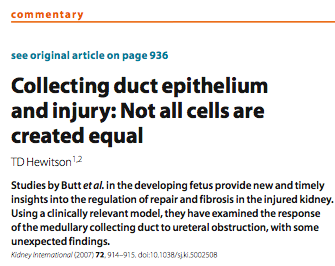 commentary
see original article on page 936
Collecting duct epithelium
and injury: Not all cells are
created equal
TD Hewitson1,2
Studies by Butt et al. in the developing fetus provide new and timely
insights into the regulation of repair and fibrosis in the injured kidney.
Using a clinically relevant model, they have examined the response
of the medullary collecting duct to ureteral obstruction, with some
unexpected findings.
Kidney International (2007) 72, 914–915. doi:10.1038/sj.ki.5002508